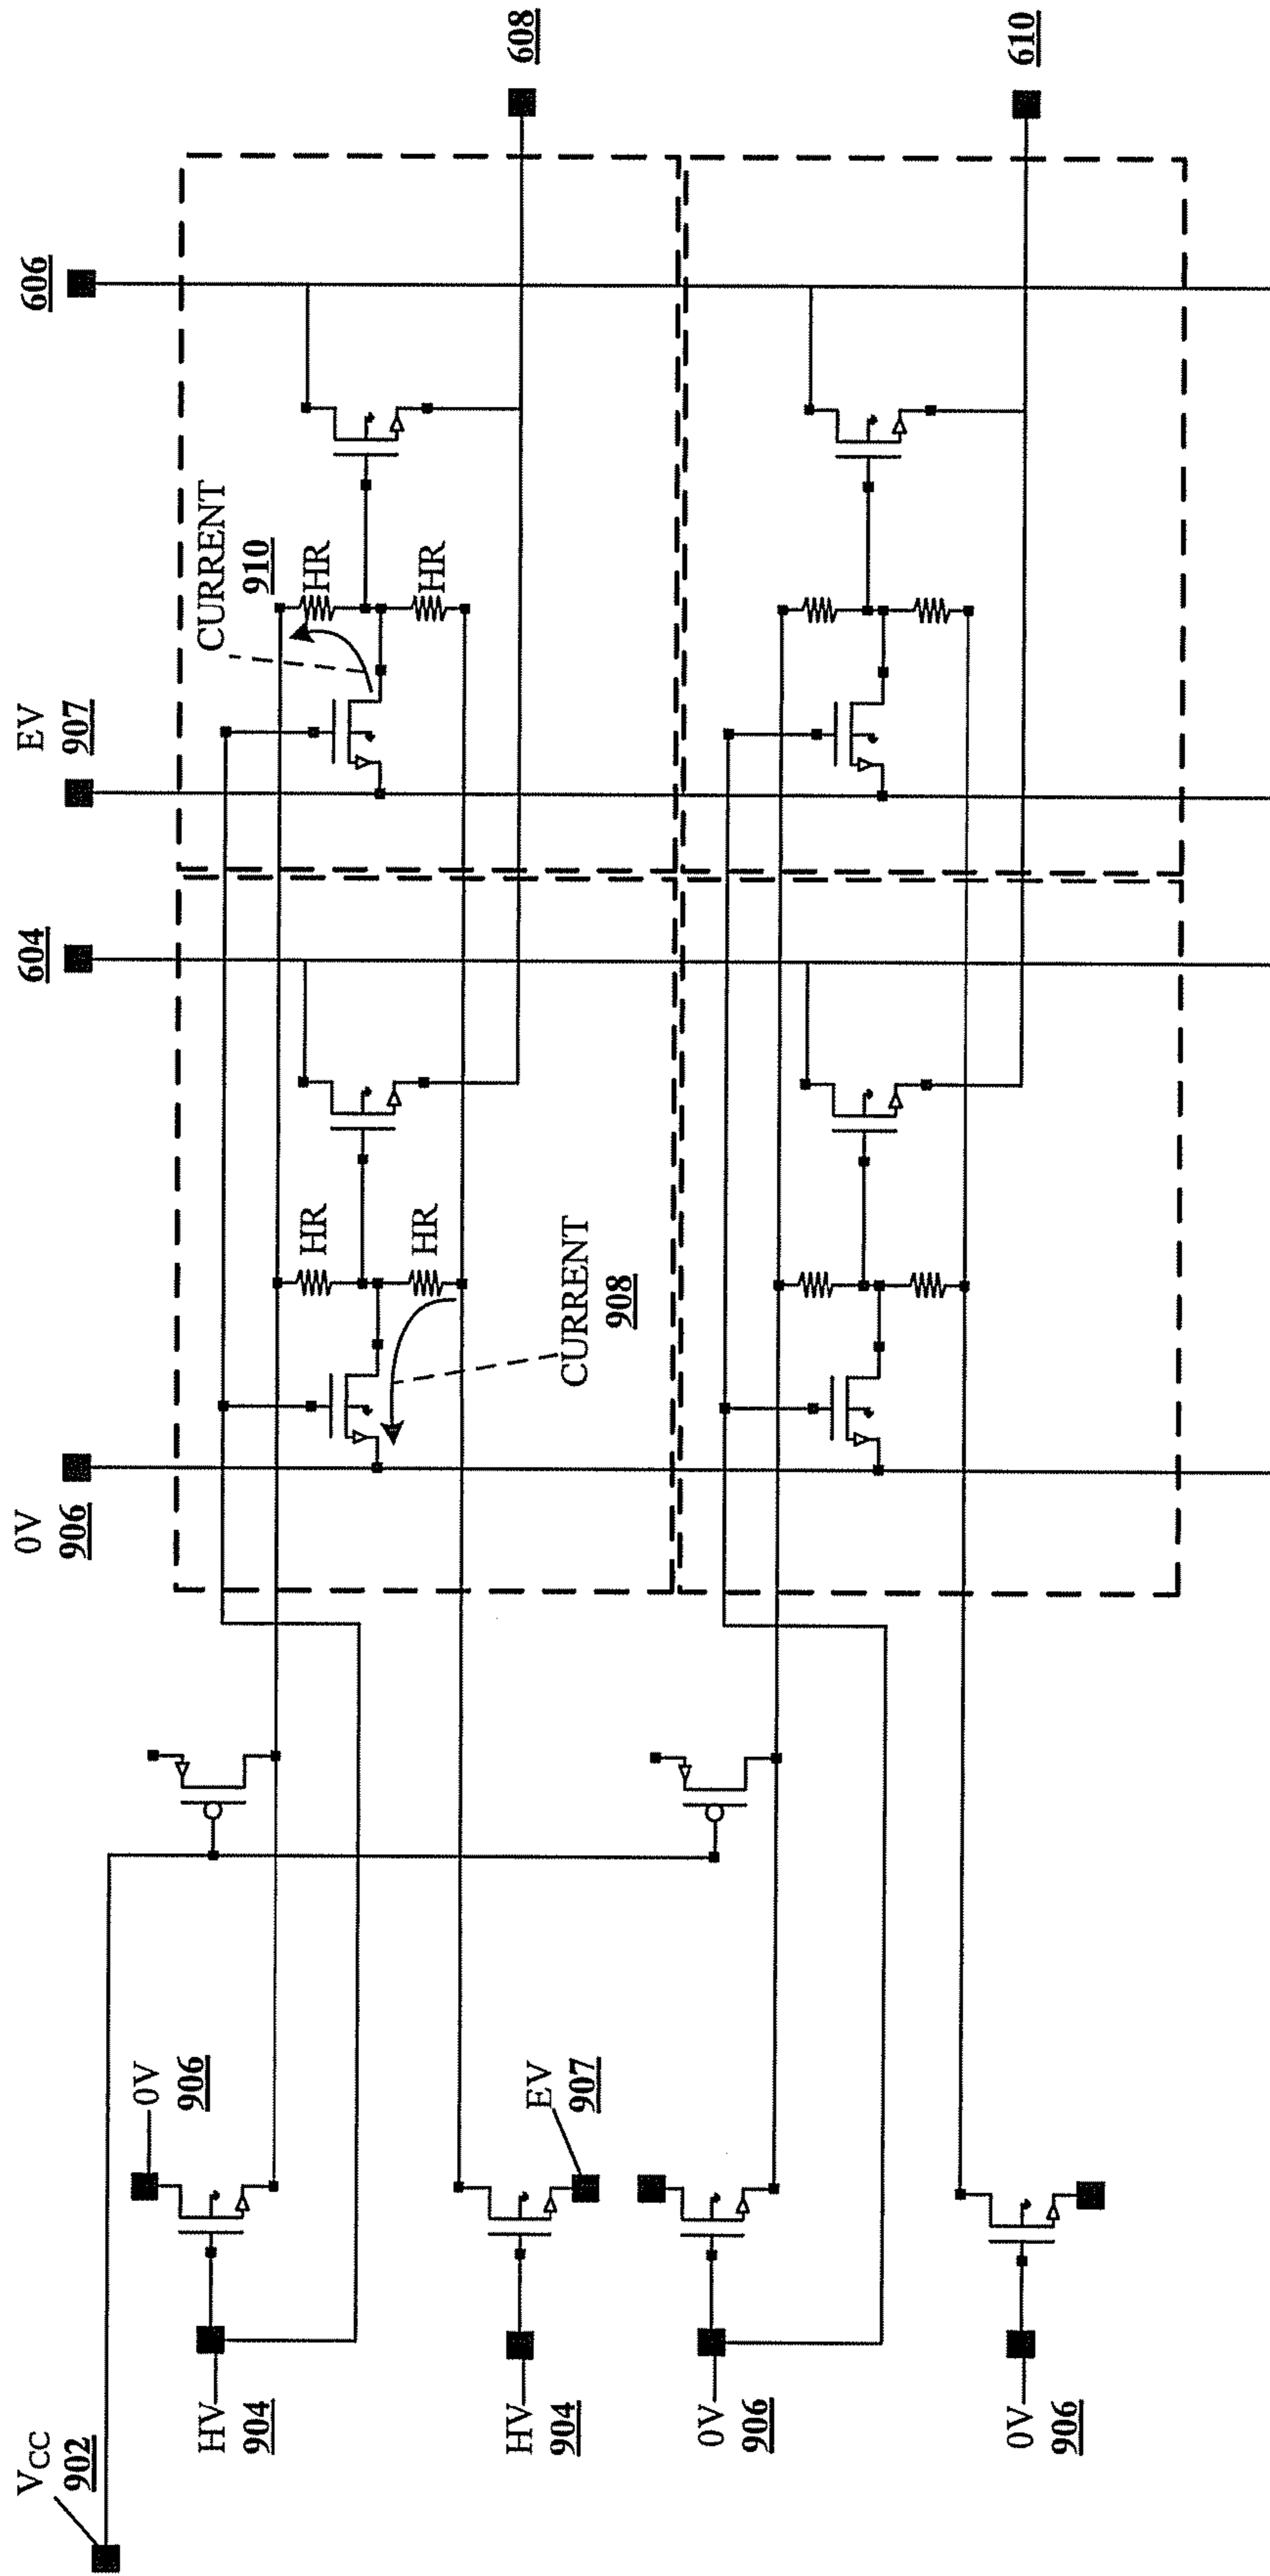 606
EV
907
604
0V
906
608
610
CURRENT
910
HR
HR
HR
HR
CURRENT
908
0V
906
EV
907
HV
904
HV
904
0V
906
0V
906
VCC
902